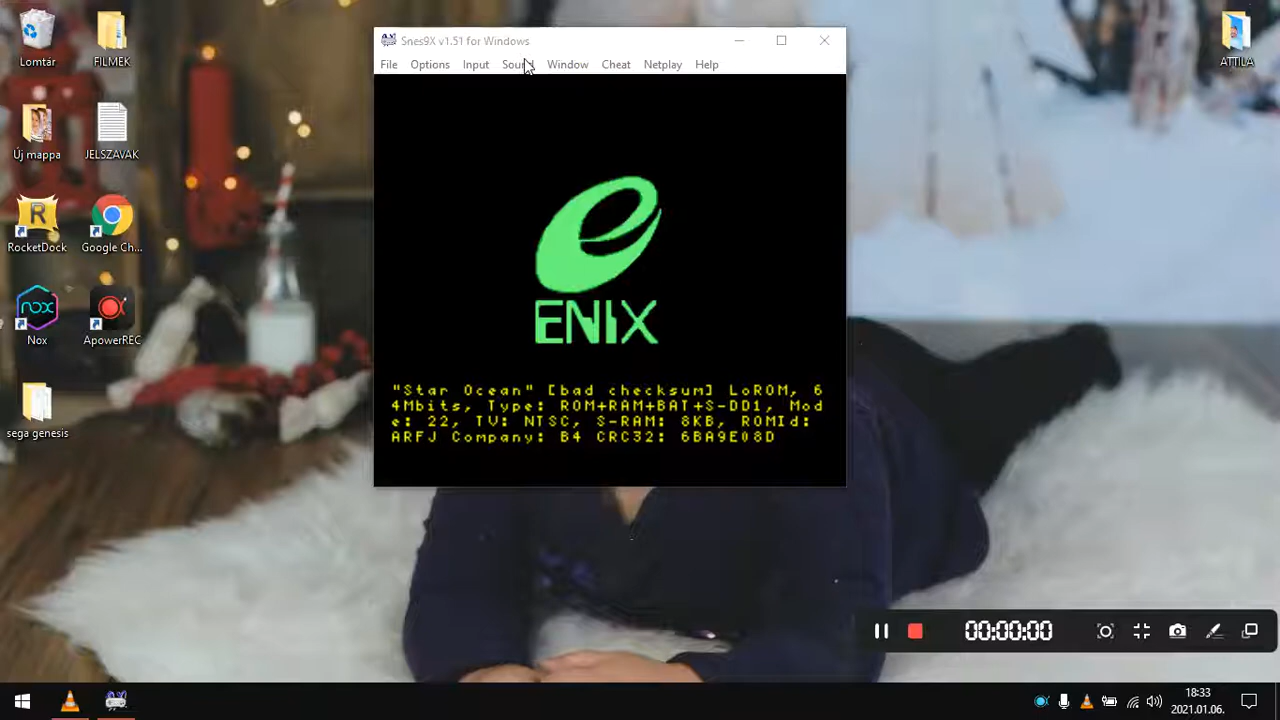 Lomtár
FILMEK
Új mappa
JELSZAVAK
RocketDock
Google Ch...
Nox
ApowerREC
sega genesis
ATTILA
Snes9X v1.51 for Windows
File Options Input Sound Window Cheat Netplay Help
ENIX
"Star Ocean" [bad checksum] LoROM, 6
4Mbits, Type: ROM+RAM+BAT+S-DD1, Mod
e: 22, TV: NTSC, S-RAM: 8KB, ROMId:
ARFJ Company: B4 CRC32: 6BA9E08D
00:00:00
18:33
2021.01.06.